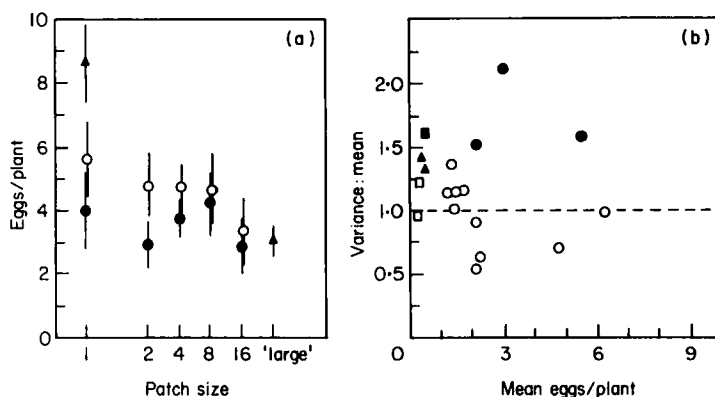 (a)
10
8
6
4
2
0
Eggs/plant
1 2 4 8 16 'large'
Patch size
(b)
2·0
1·5
1·0
0·5
Variance: mean
0 3 6 9
Mean eggs/plant